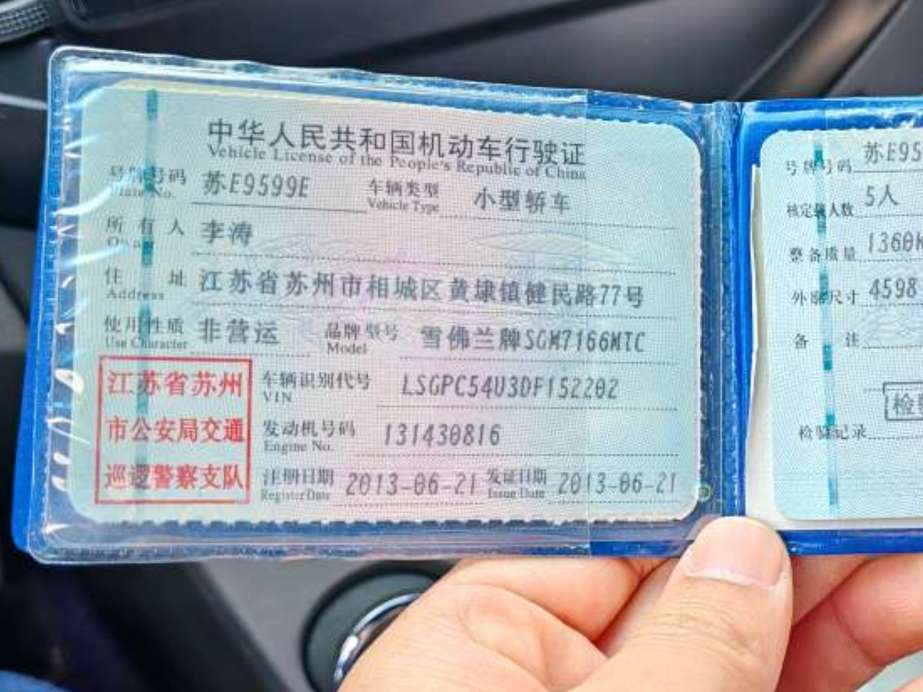 中华人民共和国机动车行驶证
Vehicle License of the People's Republic of China
号牌号码 苏E9599E 车辆类型 小型轿车
Plate No. Vehicle Type
所有人 李涛
Owner
住址 江苏省苏州市相城区黄埭镇健民路77号
Address
使用性质 非营运 品牌型号 雪佛兰牌SGM7166MTC
Use Character Model
江苏省苏州
市公安局交通
巡逻警察支队
车辆识别代号 LSGPC54U3DF152202
VIN
发动机号码 131430816
Engine No.
注册日期 2013-06-21 发证日期 2013-06-21
Register Date Issue Date
号牌号码 苏E95
核定载人数 5人
整备质量 1360
外廓尺寸 4598
备注
检验记录